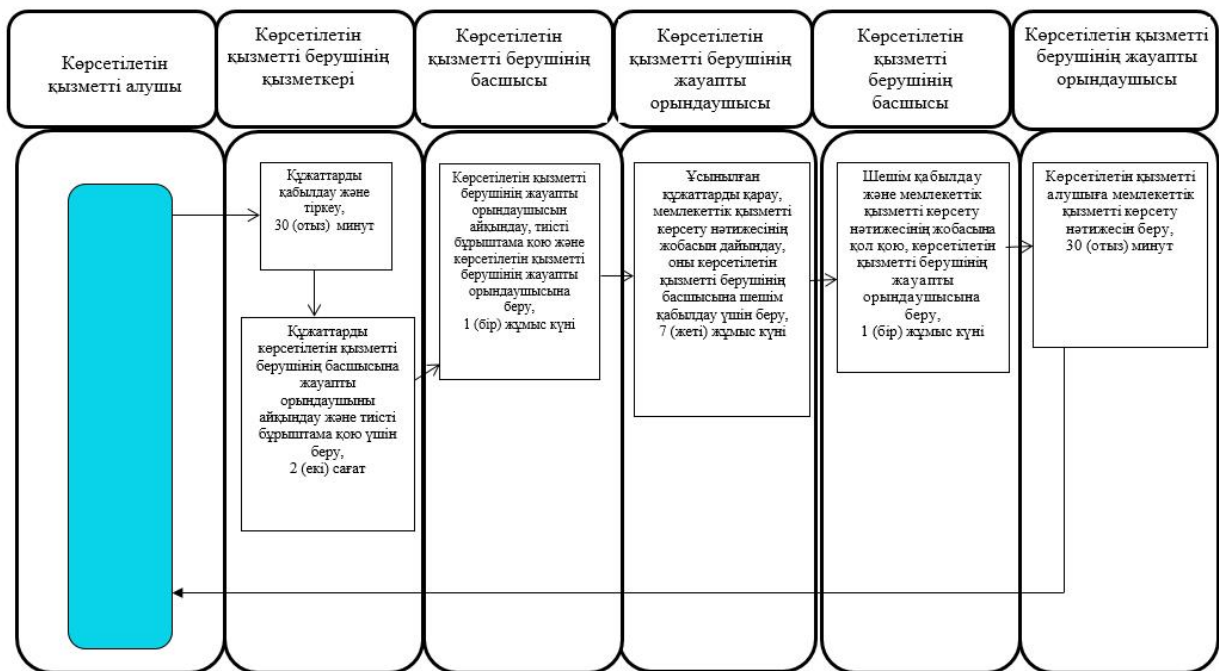 Көрсетілетін
қызметті алушы
Көрсетілетін
қызметті берушінің
қызметкері
Көрсетілетін
қызметті берушінің
басшысы
Көрсетілетін
қызметті берушінің
жауапты
орындаушысы
Көрсетілетін
қызметті
берушінің
басшысы
Көрсетілетін қызметті
берушінің жауапты
орындаушысы
Құжаттарды
қабылдау және
тіркеу,
30 (отыз) минут
Құжаттарды
көрсетілетін қызметті
берушінің басшысына
жауапты
орындаушыны
айқындау және тиісті
бұрыштама қою үшін
беру,
2 (екі) сағат
Көрсетілетін қызметті
берушінің жауапты
орындаушысын
айқындау, тиісті
бұрыштама қою және
көрсетілетін қызметті
берушінің жауапты
орындаушысына
беру,
1 (бір) жұмыс күні
Ұсынылған
құжаттарды қарау,
мемлекеттік қызметті
көрсету нәтижесінің
жобасын дайындау,
оны көрсетілетін
қызметті берушінің
басшысына шешім
қабылдау үшін беру,
7 (жеті) жұмыс күні
Шешім қабылдау
және мемлекеттік
қызметті көрсету
нәтижесінің жобасына
қол қою, көрсетілетін
қызметті берушінің
жауапты
орындаушысына
беру,
1 (бір) жұмыс күні
Көрсетілетін қызметті
алушыға мемлекеттік
қызметті көрсету
нәтижесін беру,
30 (отыз) минут